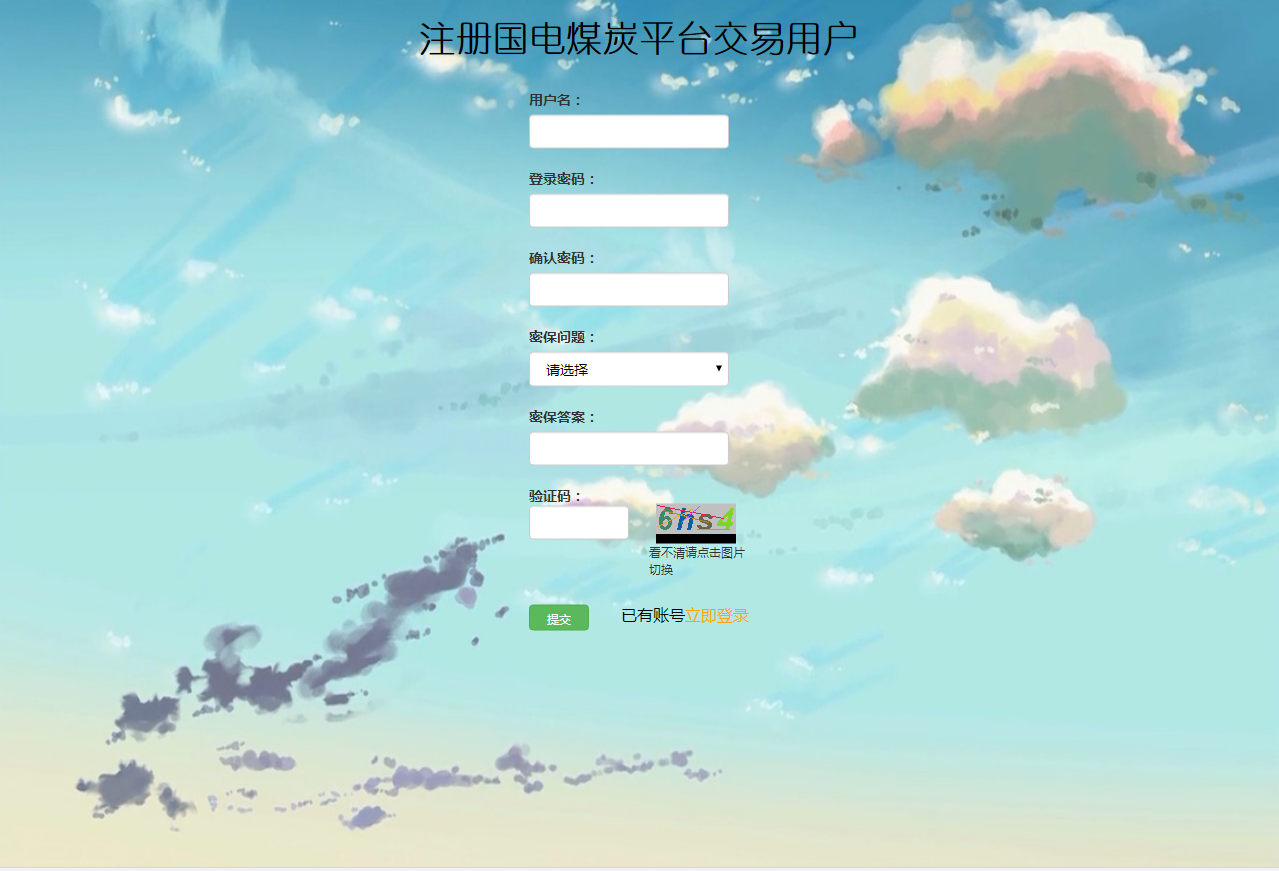 注册国电煤炭平台交易用户
用户名：
登录密码：
确认密码：
密保问题：
请选择
密保答案：
验证码：
6hs4
看不清请点击图片
切换
提交
已有账号立即登录